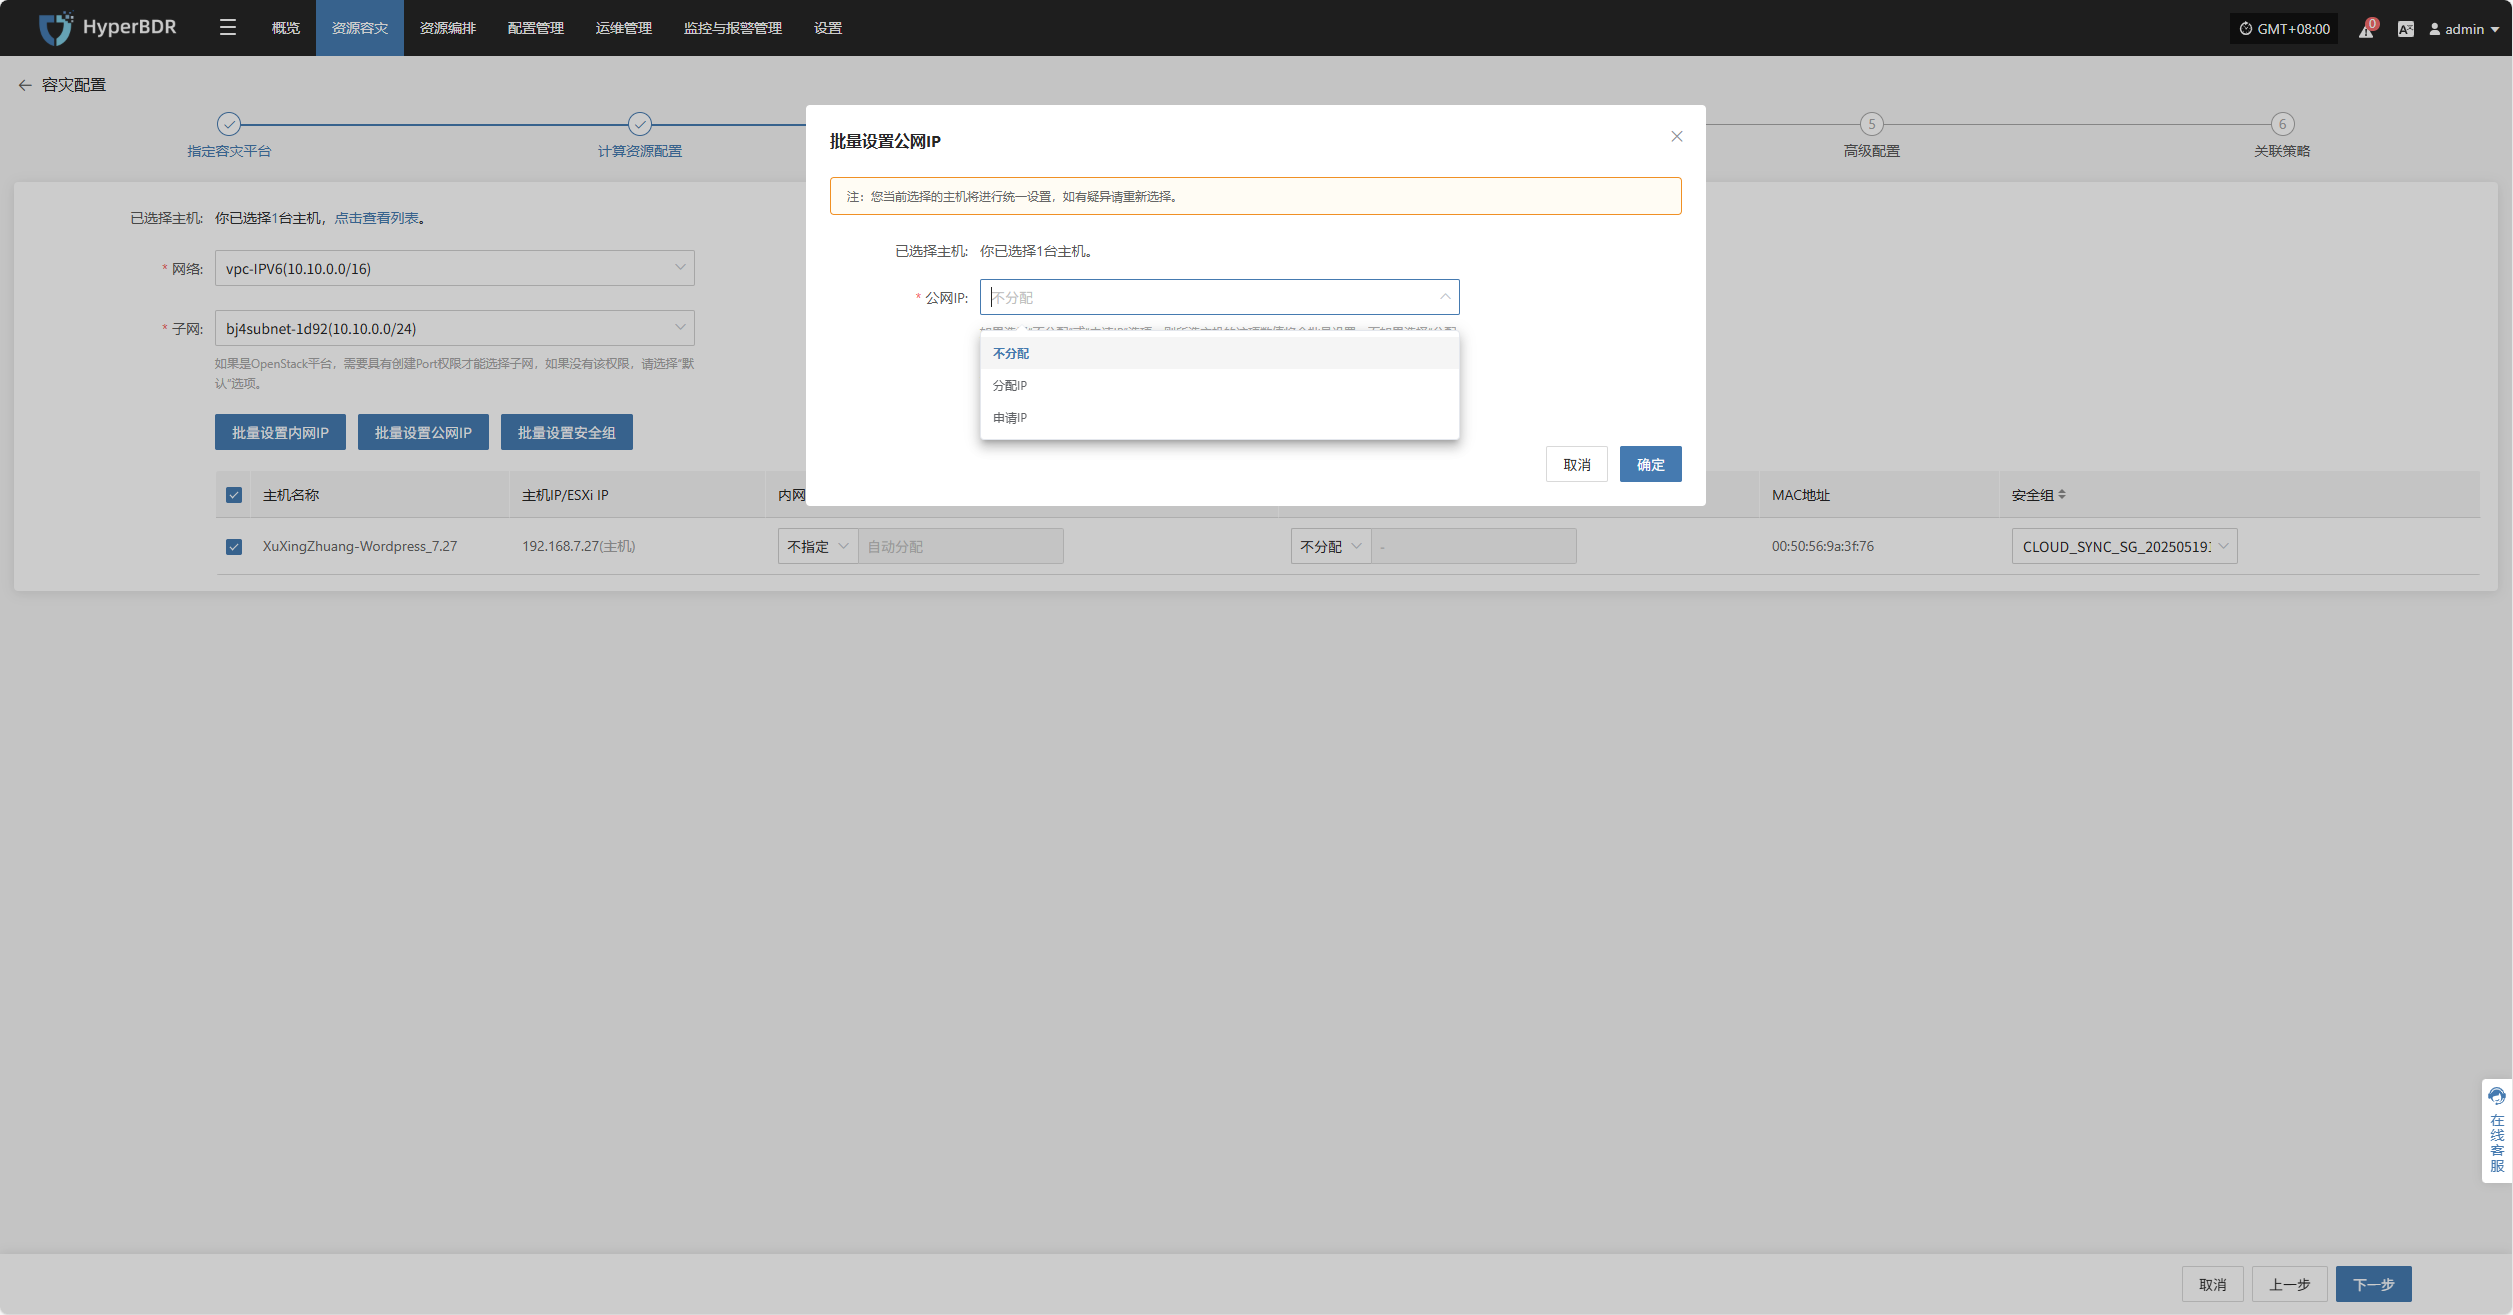 HyperBDR
概览
资源容灾
资源编排
配置管理
运维管理
监控与报警管理
设置
GMT+08:00
0
admin
容灾配置
指定容灾平台
计算资源配置
5
高级配置
6
关联策略
批量设置公网IP
注：您当前选择的主机将进行统一设置，如有疑异请重新选择。
已选择主机: 你已选择1台主机。
* 公网IP: 不分配
不分配
分配IP
申请IP
取消
确定
已选择主机: 你已选择1台主机，点击查看列表。
* 网络: vpc-IPV6(10.10.0.0/16)
* 子网: bj4subnet-1d92(10.10.0.0/24)
如果是OpenStack平台，需要具有创建Port权限才能选择子网，如果没有该权限，请选择"默
认"选项。
批量设置内网IP
批量设置公网IP
批量设置安全组
主机名称 主机IP/ESXi IP 内网 MAC地址 安全组
XuXingZhuang-Wordpress_7.27 192.168.7.27(主机) 不指定 自动分配 不分配 - 00:50:56:9a:3f:76 CLOUD_SYNC_SG_20250519
在线客服
取消
上一步
下一步